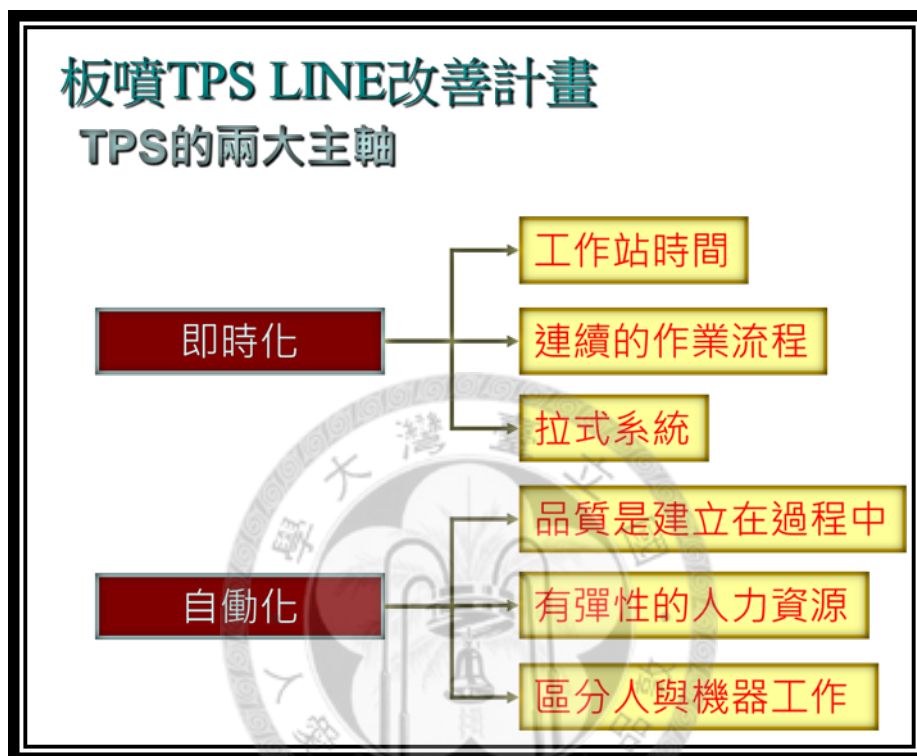 板噴TPS LINE改善計畫
TPS的兩大主軸
即時化
工作站時間
連續的作業流程
拉式系統
自働化
品質是建立在過程中
有彈性的人力資源
區分人與機器工作